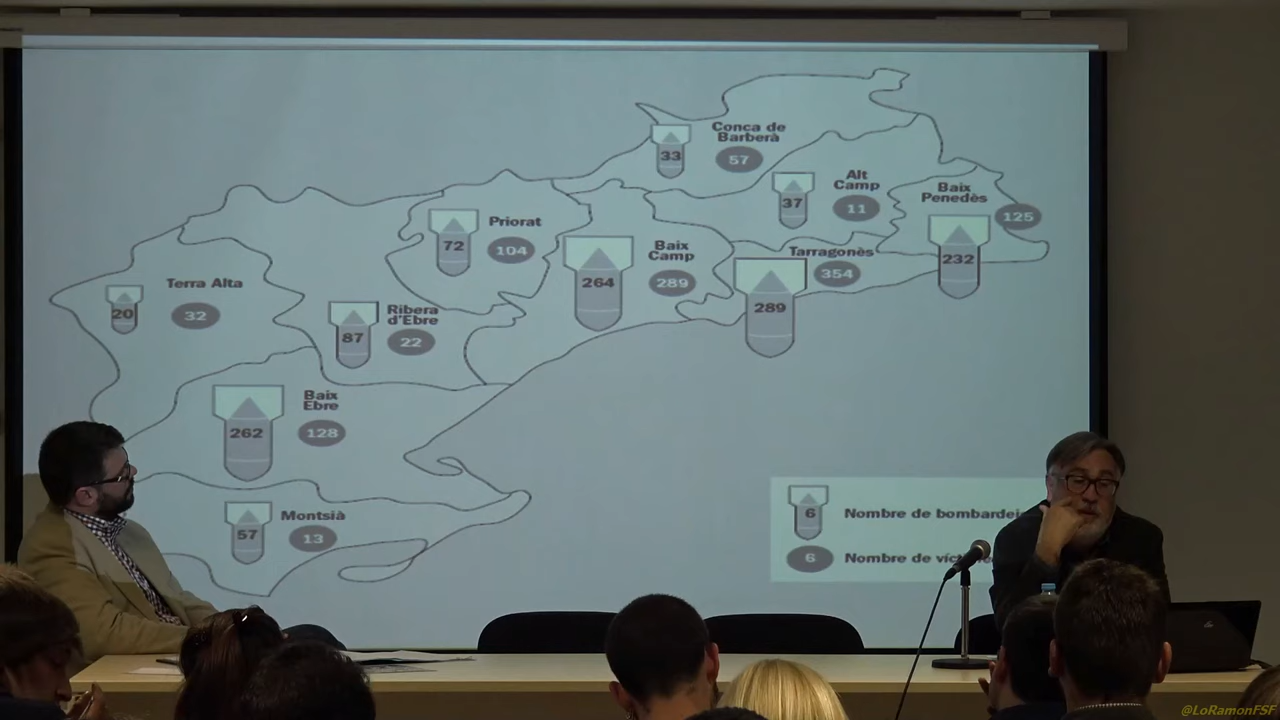 Conca de
Barberà
33
57
Alt
Camp
37
11
Baix
Penedès
125
232
Priorat
72
104
Baix
Camp
264
289
Tarragonès
354
289
Terra Alta
20
32
Ribera
d'Ebre
87
22
Baix
Ebre
262
128
Montsià
57
13
6
Nombre de
6
Nombre de
@LoRamonFSF